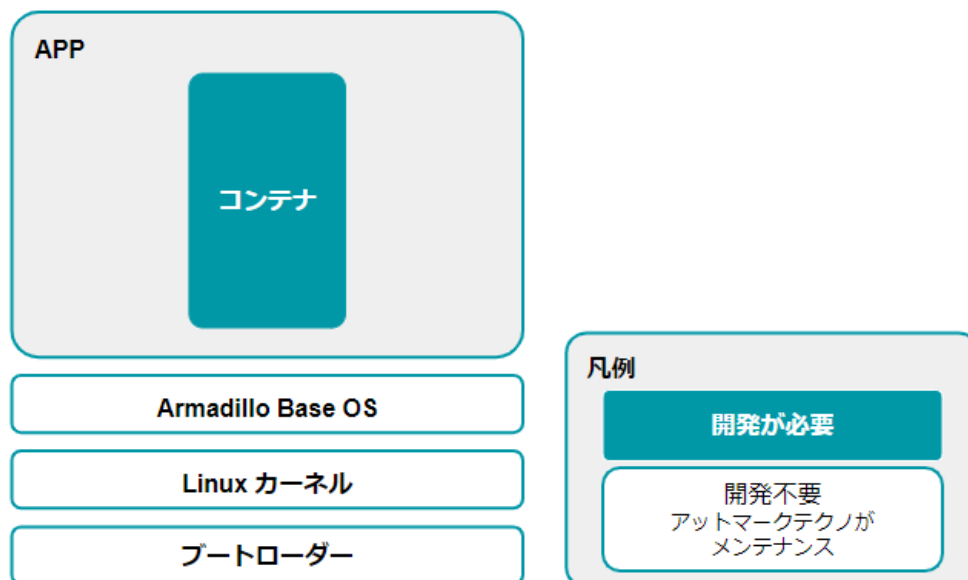 APP
コンテナ
Armadillo Base OS
Linux カーネル
ブートローダー
凡例
開発が必要
開発不要
アットマークテクノが
メンテナンス